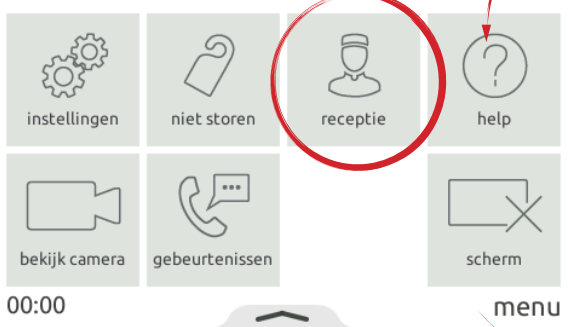 instellingen
niet storen
receptie
help
bekijk camera
gebeurtenissen
scherm
00:00
menu